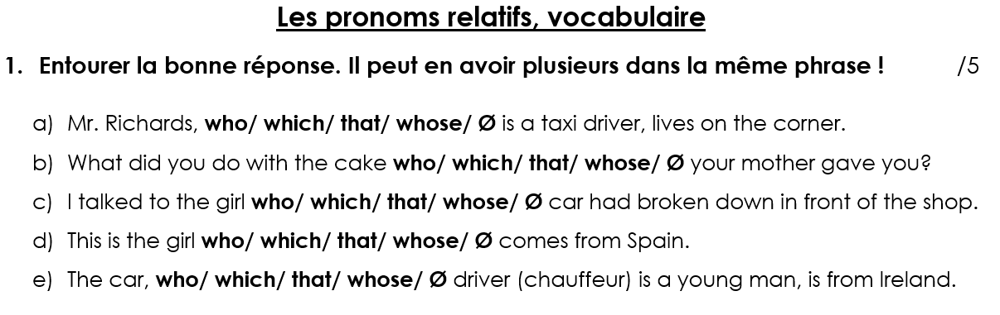 Les pronoms relatifs, vocabulaire
1. Entourer la bonne réponse. Il peut en avoir plusieurs dans la même phrase ! /5
a) Mr. Richards, who/ which/ that/ whose/ Ø is a taxi driver, lives on the corner.
b) What did you do with the cake who/ which/ that/ whose/ Ø your mother gave you?
c) I talked to the girl who/ which/ that/ whose/ Ø car had broken down in front of the shop.
d) This is the girl who/ which/ that/ whose/ Ø comes from Spain.
e) The car, who/ which/ that/ whose/ Ø driver (chauffeur) is a young man, is from Ireland.